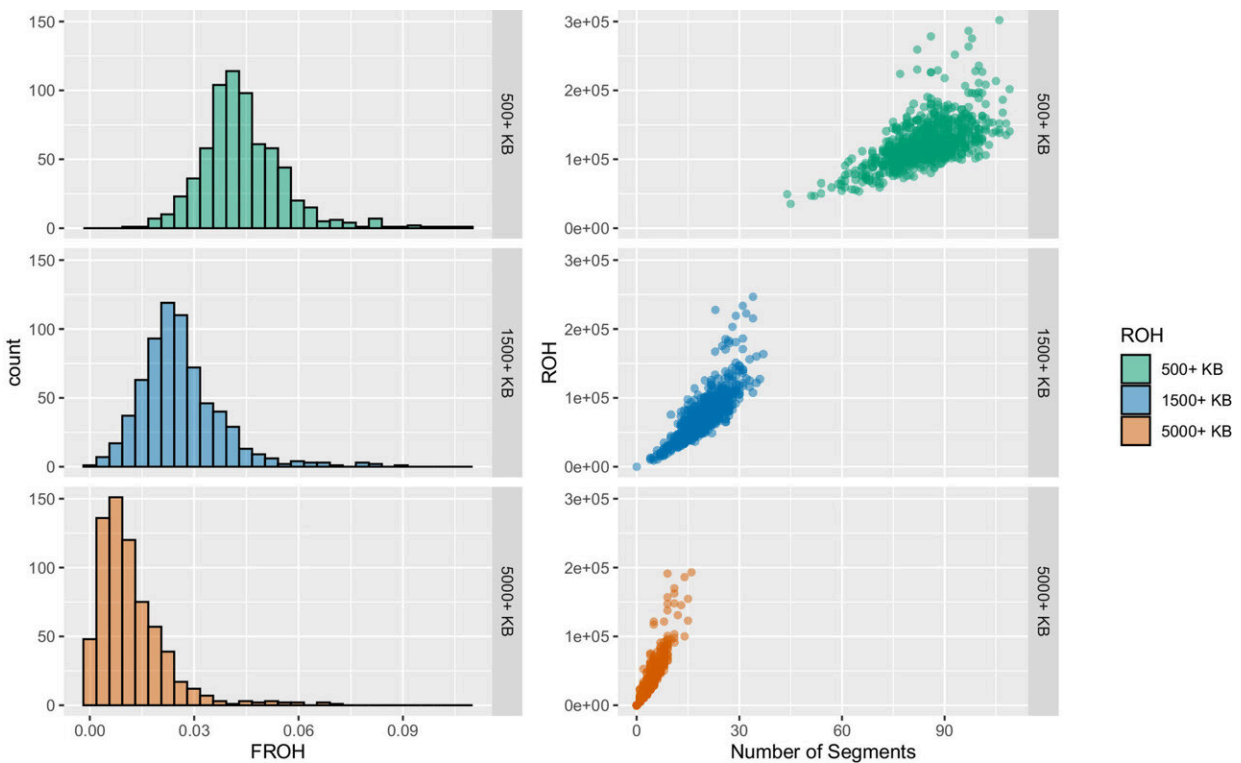 150
100
50
0
500+ KB
150
100
50
0
1500+ KB
150
100
50
0
5000+ KB
count
0.00 0.03 0.06 0.09
FROH
3e+05
2e+05
1e+05
0e+00
500+ KB
3e+05
2e+05
1e+05
0e+00
1500+ KB
3e+05
2e+05
1e+05
0e+00
5000+ KB
ROH
0 30 60 90
Number of Segments
ROH
500+ KB
1500+ KB
5000+ KB